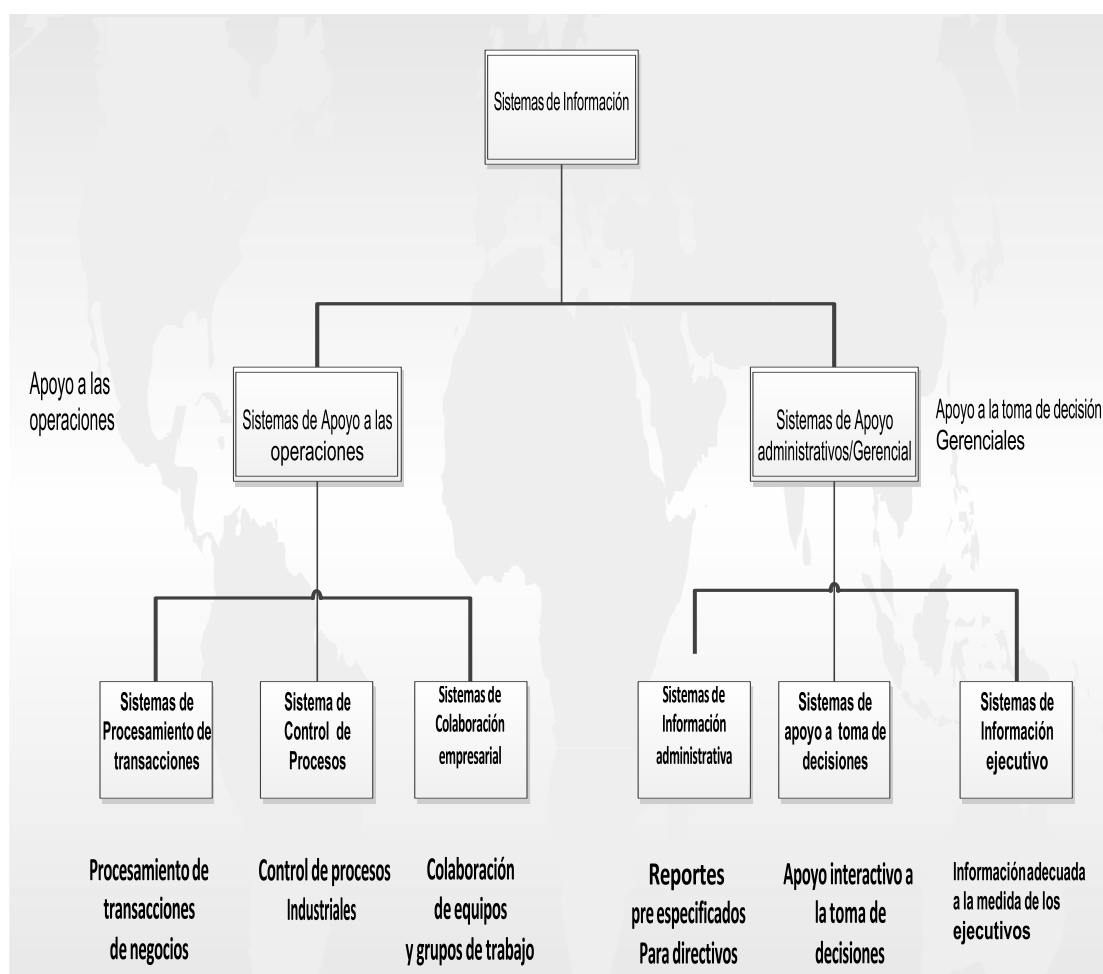 Sistemas de Información
Apoyo a las
operaciones
Sistemas de Apoyo a las
operaciones
Sistemas de Apoyo
administrativos/Gerencial
Apoyo a la toma de decisión
Gerenciales
Sistemas de
Procesamiento de
transacciones
Sistema de
Control de
Procesos
Sistemas de
Colaboración
empresarial
Sistemas de
Información
administrativa
Sistemas de
apoyo a toma de
decisiones
Sistemas de
Información
ejecutivo
Procesamiento de
transacciones
de negocios
Control de procesos
Industriales
Colaboración
de equipos
y grupos de trabajo
Reportes
pre especificados
Para directivos
Apoyo interactivo a
la toma de
decisiones
Información adecuada
a la medida de los
ejecutivos